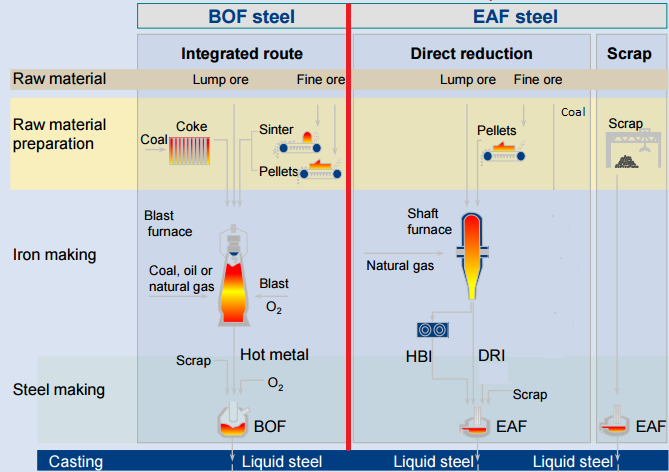 BOF steel
EAF steel
Integrated route
Direct reduction
Scrap
Raw material
Lump ore
Fine ore
Lump ore
Fine ore
Raw material
preparation
Coal
Coke
Sinter
Pellets
Pellets
Coal
Scrap
Iron making
Blast
furnace
Coal, oil or
natural gas
Blast
O2
Shaft
furnace
Natural gas
HBI
DRI
Steel making
Scrap
Hot metal
O2
BOF
Scrap
EAF
EAF
Casting
Liquid steel
Liquid steel
Liquid steel